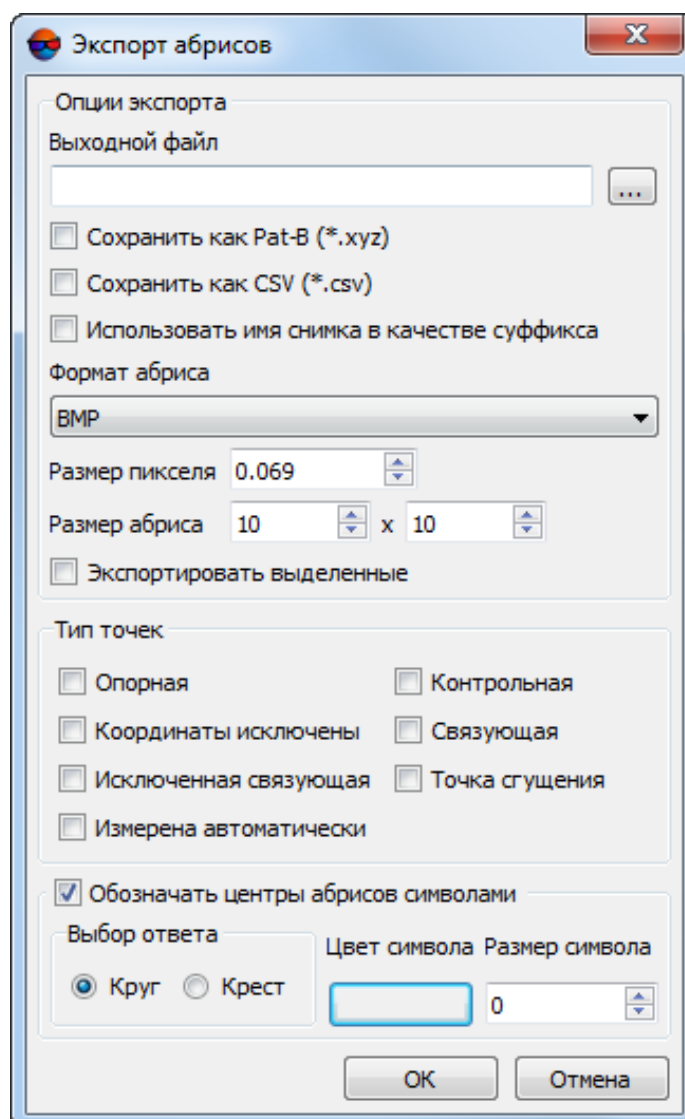 Экспорт абрисов
Опции экспорта
Выходной файл
...
Сохранить как Pat-B (*.xyz)
Сохранить как CSV (*.csv)
Использовать имя снимка в качестве суффикса
Формат абриса
BMP
Размер пикселя 0.069
Размер абриса 10 x 10
Экспортировать выделенные
Тип точек
Опорная Контрольная
Координаты исключены Связующая
Исключенная связующая Точка сгущения
Измерена автоматически
Обозначать центры абрисов символами
Выбор ответа Цвет символа Размер символа
Круг Крест 0
ОК Отмена